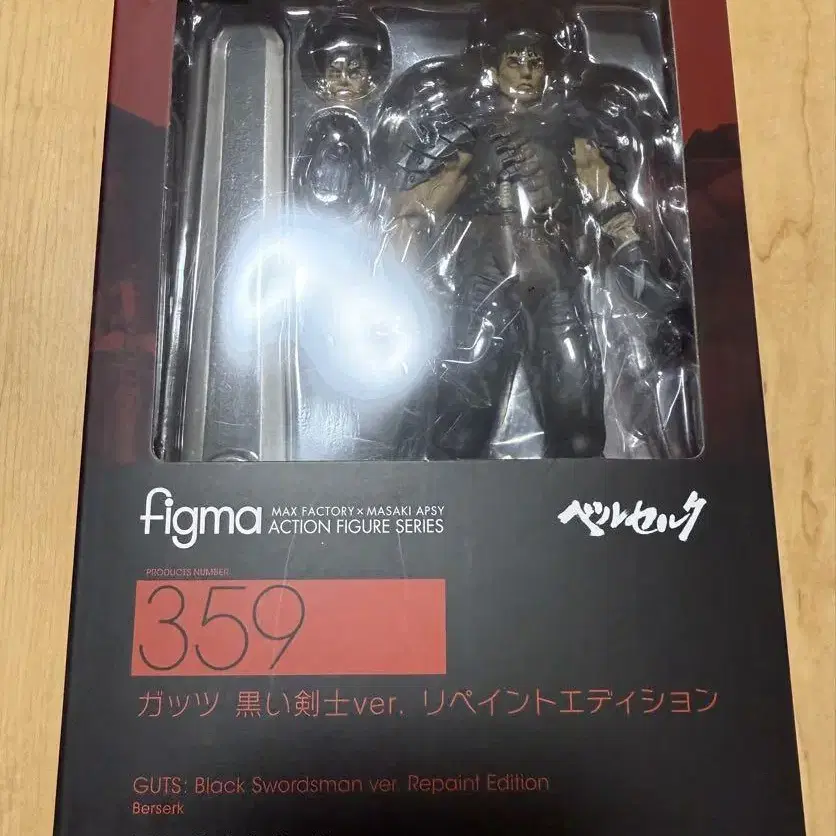 figma
MAX FACTORY×MASAKI APSY
ACTION FIGURE SERIES
ベルセルク
PRODUCTS NUMBER
359
ガッツ 黒い剣士ver. リペイントエディション
GUTS: Black Swordsman ver. Repaint Edition
Berserk